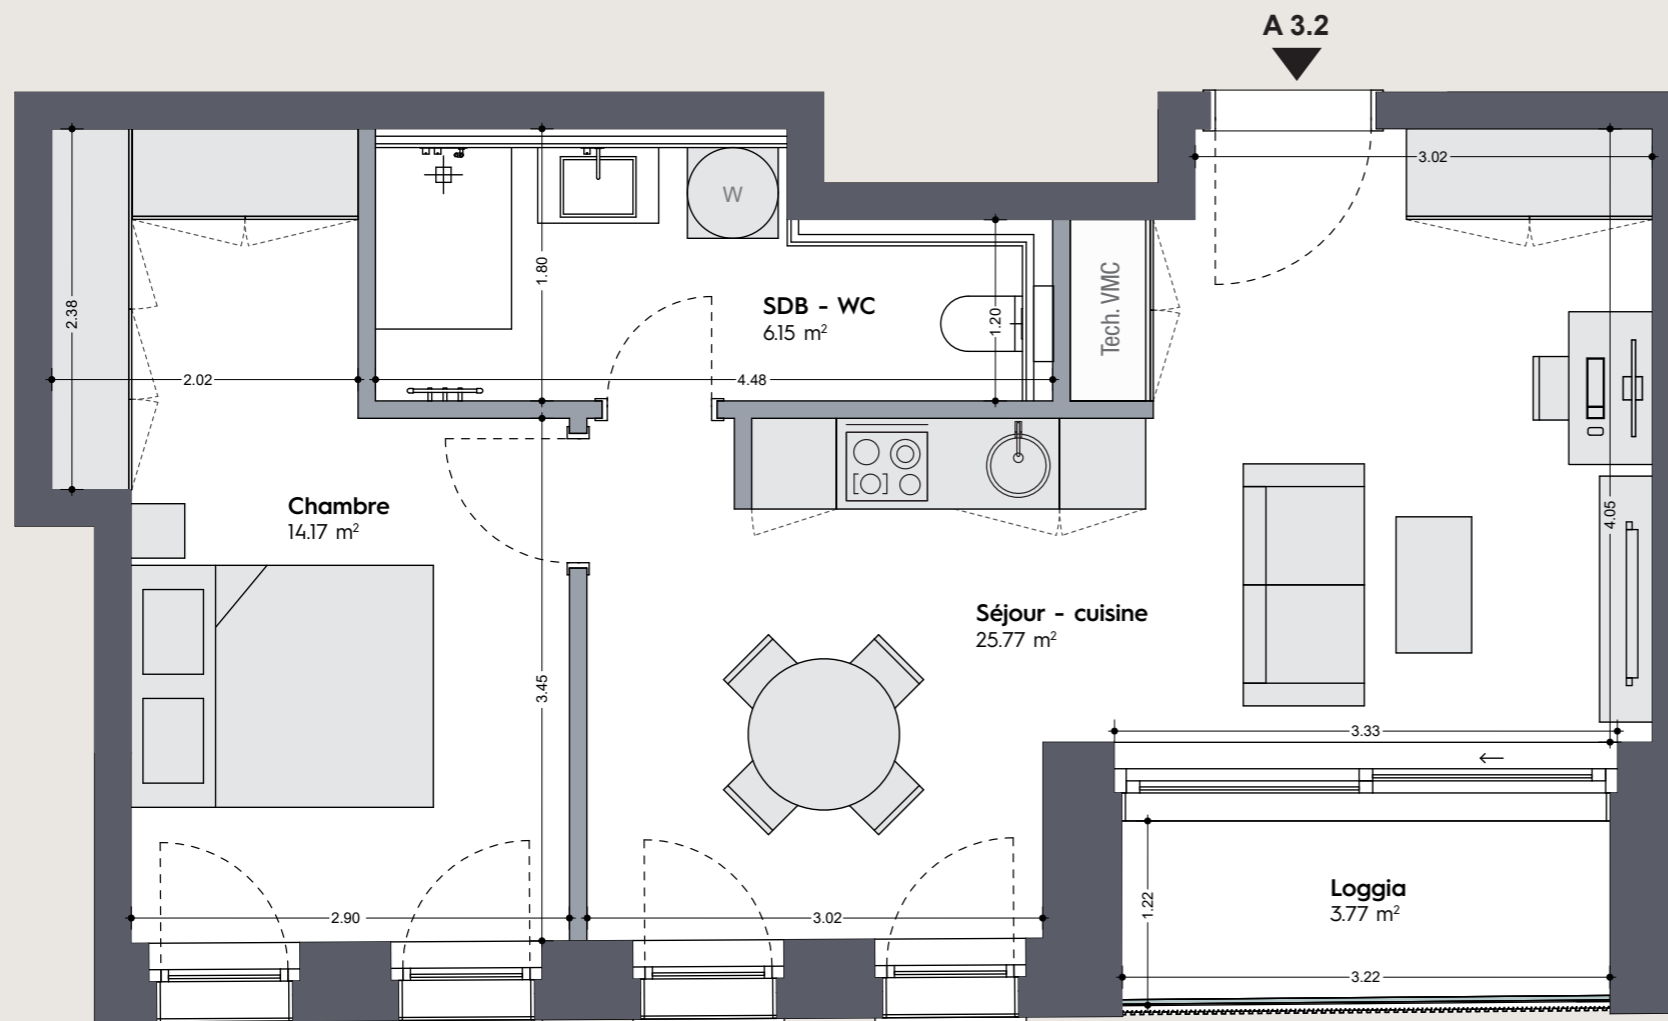 A 3.2
3.02
W
2.38
1.80
SDB - WC
6.15 m²
1.20
Tech. VMC
2.02
4.48
Chambre
14.17 m²
4.05
Séjour - cuisine
25.77 m²
3.45
3.33
←
Loggia
3.77 m²
1.22
2.90
3.02
3.22